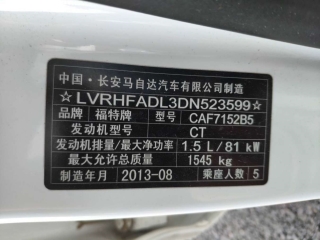 中国·长安马自达汽车有限公司制造
☆LVRHFADL3DN523599☆
品牌 福特牌 型号 CAF7152B5
发动机型号 CT
发动机排量/最大净功率 1.5 L/81 kW
最大允许总质量 1545 kg
制造年月 2013-08 乘座人数 5